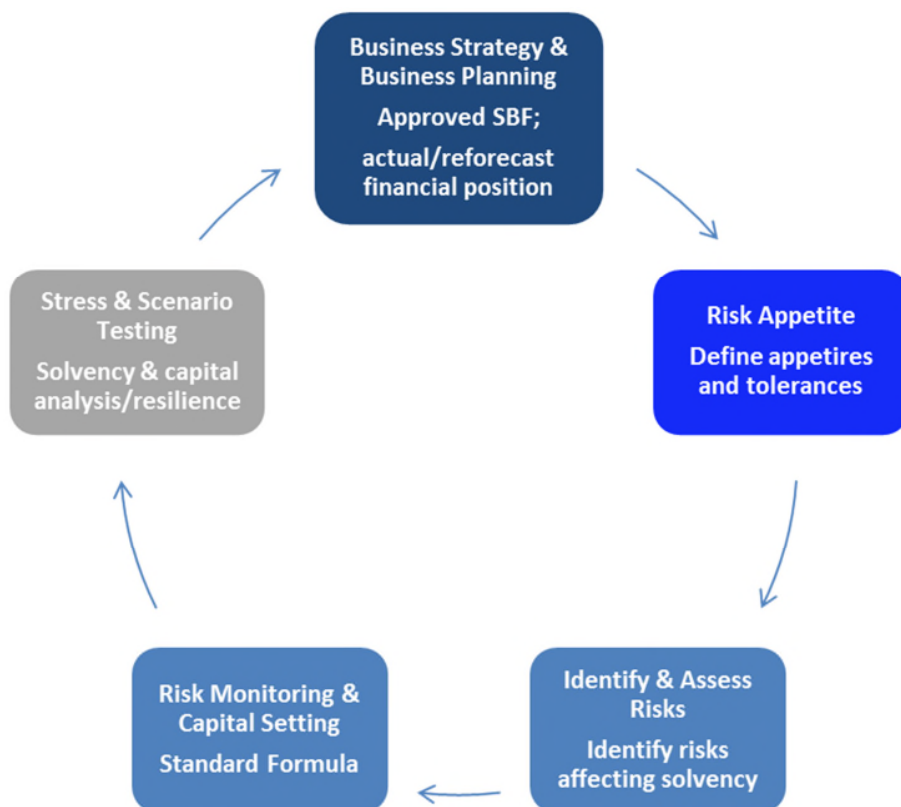 Business Strategy &
Business Planning
Approved SBF;
actual/reforecast
financial position
Risk Appetite
Define appetires
and tolerances
Identify & Assess
Risks
Identify risks
affecting solvency
Risk Monitoring &
Capital Setting
Standard Formula
Stress & Scenario
Testing
Solvency & capital
analysis/resilience